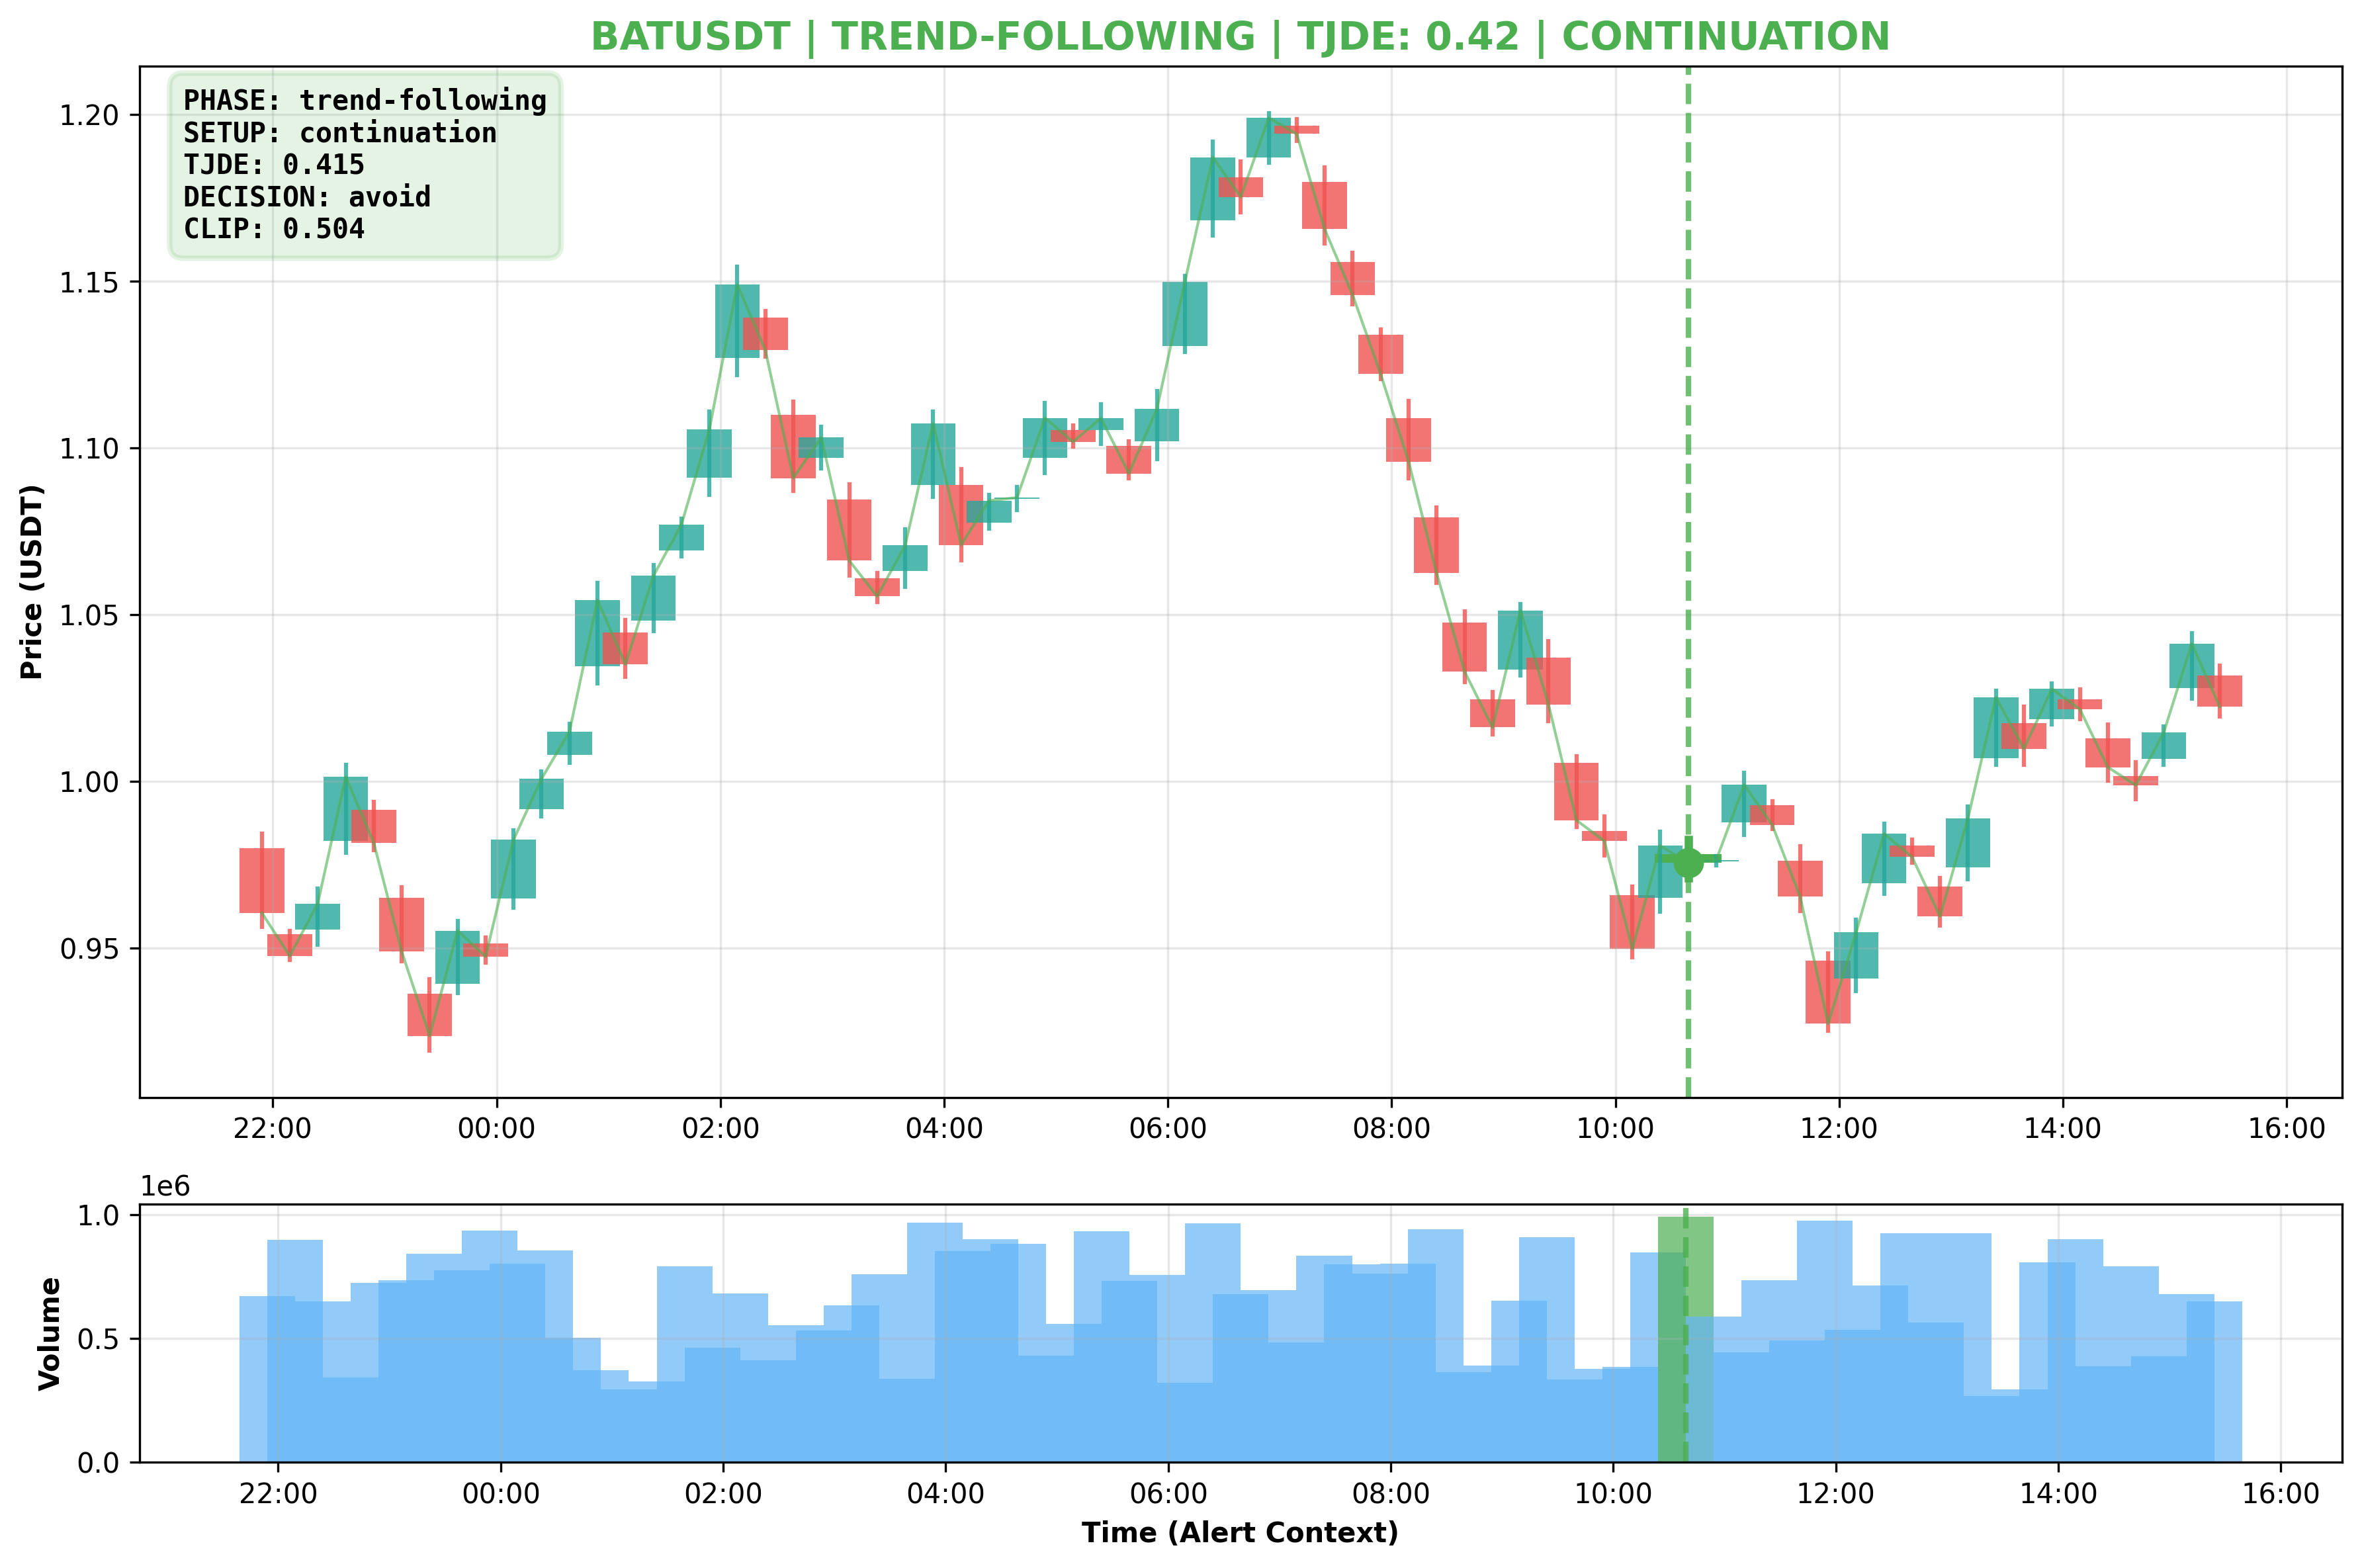 BATUSDT | TREND-FOLLOWING | TJDE: 0.42 | CONTINUATION
PHASE: trend-following
SETUP: continuation
TJDE: 0.415
DECISION: avoid
CLIP: 0.504
Price (USDT)
1.20
1.15
1.10
1.05
1.00
0.95
22:00 00:00 02:00 04:00 06:00 08:00 10:00 12:00 14:00 16:00
1e6
Volume
1.0
0.5
0.0
22:00 00:00 02:00 04:00 06:00 08:00 10:00 12:00 14:00 16:00
Time (Alert Context)